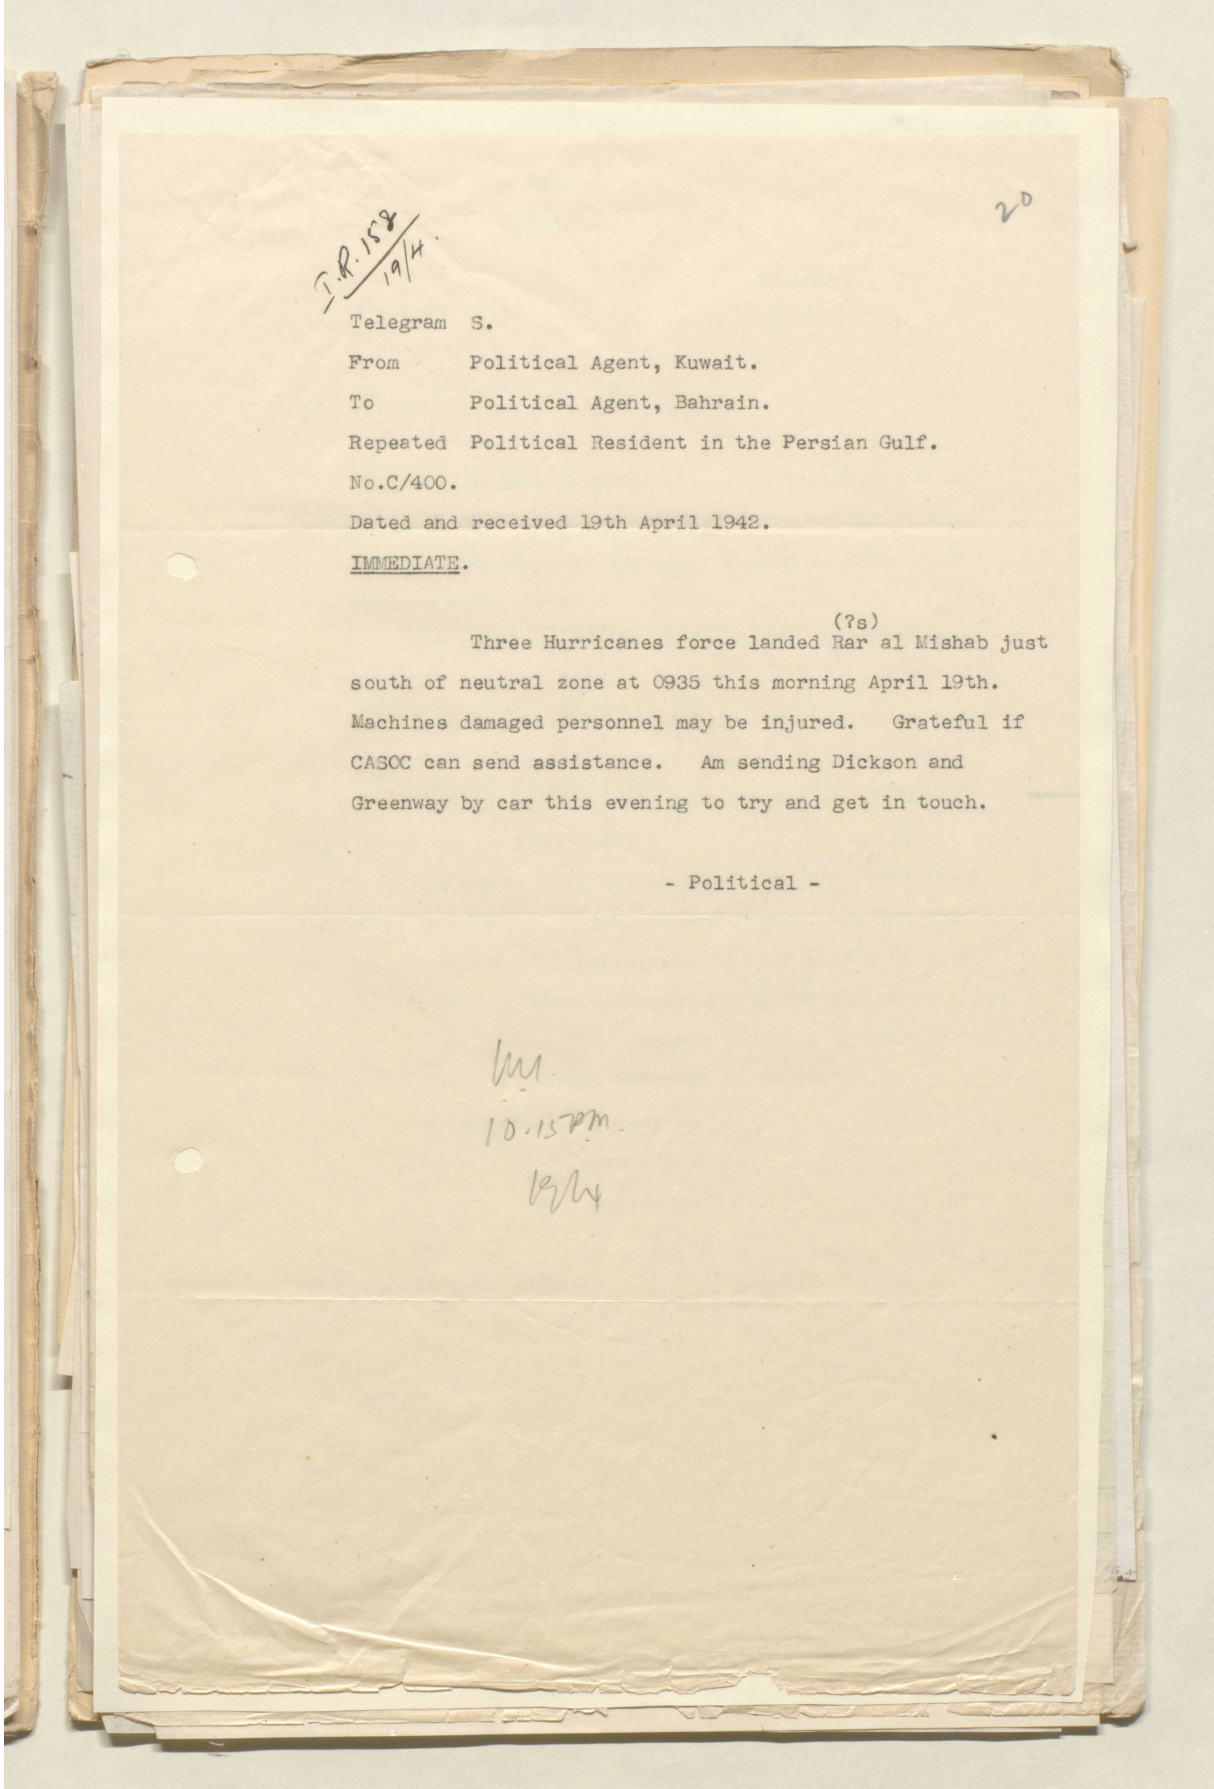 20
I.R. 158
19/4.
Telegram S.
From Political Agent, Kuwait.
To Political Agent, Bahrain.
Repeated Political Resident in the Persian Gulf.
No.C/400.
Dated and received 19th April 1942.
IMMEDIATE.
(?s)
Three Hurricanes force landed Rar al Mishab just
south of neutral zone at 0935 this morning April 19th.
Machines damaged personnel may be injured. Grateful if
CASOC can send assistance. Am sending Dickson and
Greenway by car this evening to try and get in touch.
- Political -
10.15PM.
19/4